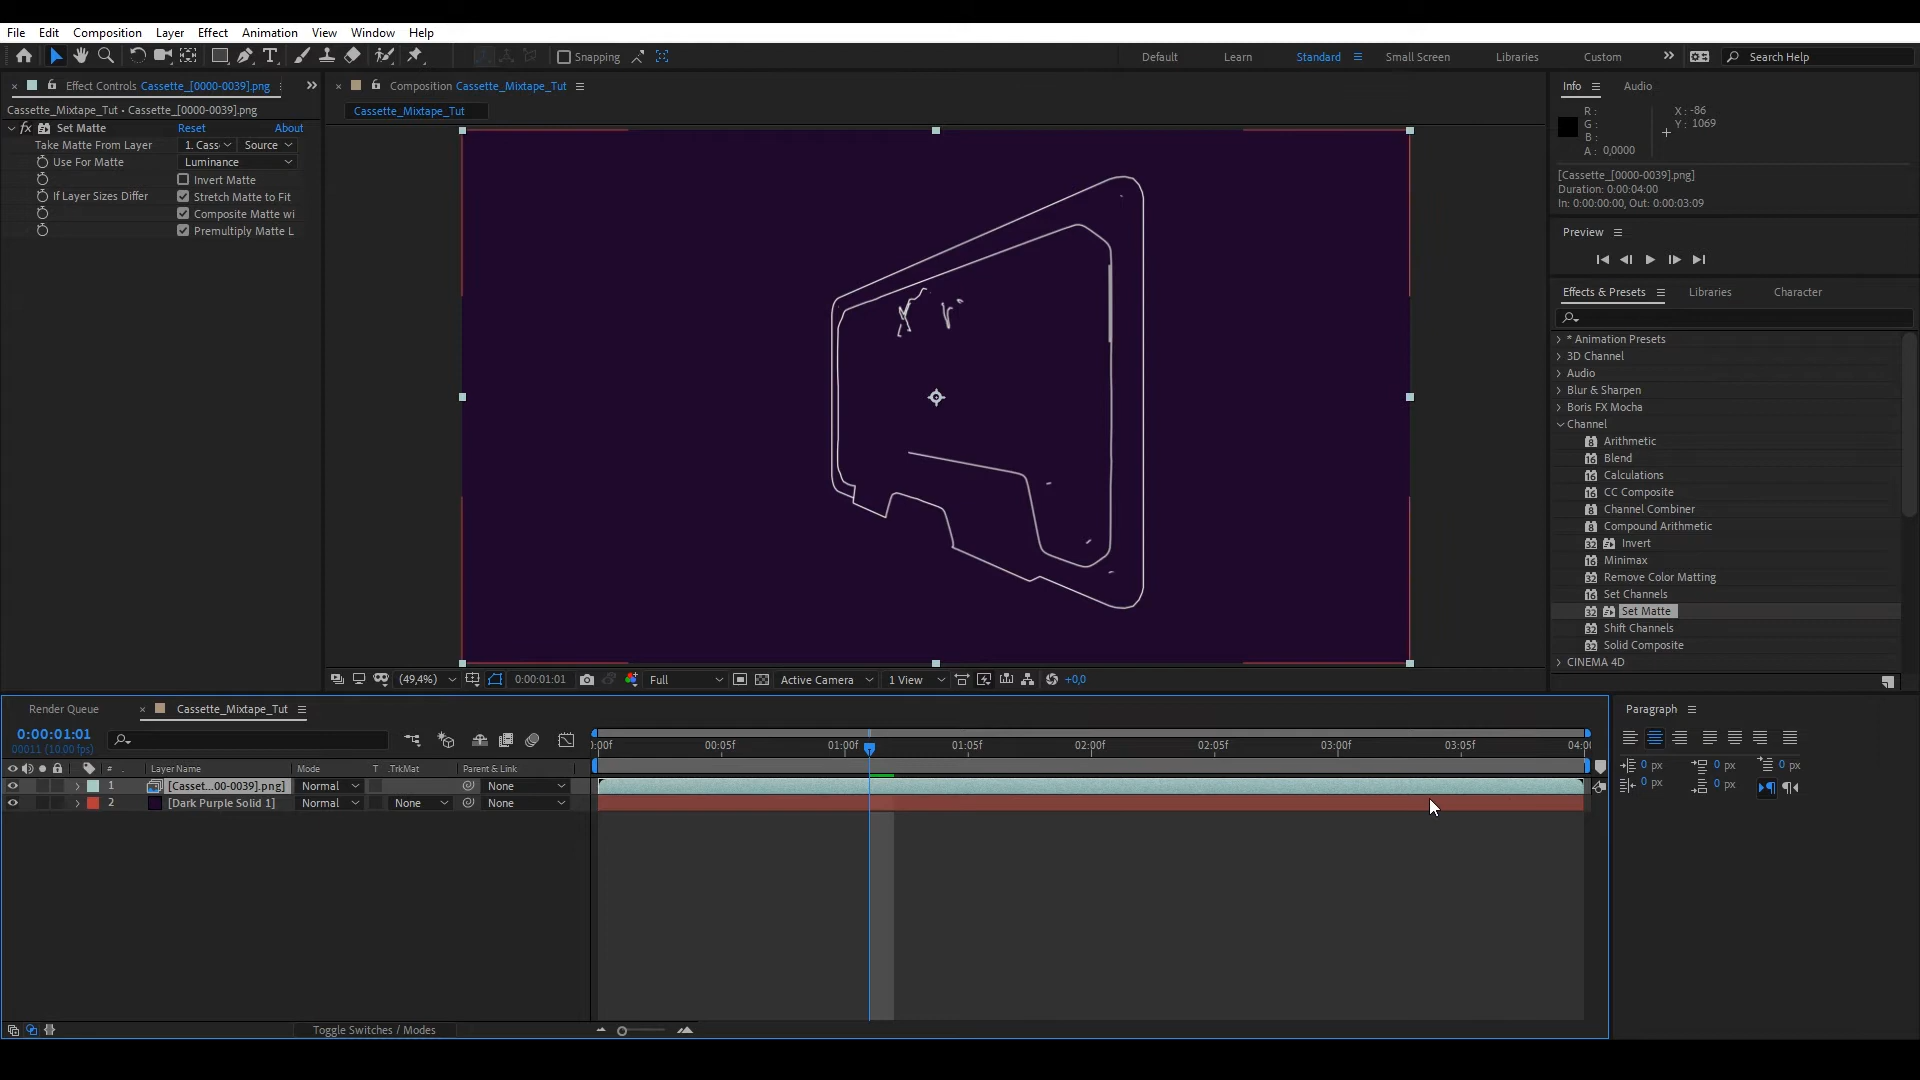 File Edit Composition Layer Effect Animation View Window Help
Snapping Default Learn Standard Small Screen Libraries Custom Search Help
Effect Controls Cassette_[0000-0039].png
Composition Cassette_Mixtape_Tut
Info Audio
Cassette_Mixtape_Tut • Cassette_[0000-0039].png
Cassette_Mixtape_Tut
fx Set Matte Reset About
Take Matte From Layer 1. Cass Source
Use For Matte Luminance
Invert Matte
If Layer Sizes Differ Stretch Matte to Fit
Composite Matte wi
Premultiply Matte L
R :
G :
B :
A : 0,0000
X : -86
Y : 1069
[Cassette_[0000-0039].png]
Duration: 0:00:04:00
In: 0:00:00:00, Out: 0:00:03:09
Preview
Effects & Presets Libraries Character
* Animation Presets
3D Channel
Audio
Blur & Sharpen
Boris FX Mocha
Channel
Arithmetic
Blend
Calculations
CC Composite
Channel Combiner
Compound Arithmetic
Invert
Minimax
Remove Color Matting
Set Channels
Set Matte
Shift Channels
Solid Composite
CINEMA 4D
(49,4%) 0:00:01:01 Full Active Camera 1 View +0,0
Render Queue Cassette_Mixtape_Tut
0:00:01:01
00011 (10.00 fps)
:00f 00:05f 01:00f 01:05f 02:00f 02:05f 03:00f 03:05f 04:0
# Layer Name Mode T .TrkMat Parent & Link
1 [Casset...00-0039].png] Normal None
2 [Dark Purple Solid 1] Normal None None
Toggle Switches / Modes
Paragraph
0 px 0 px 0 px
0 px 0 px